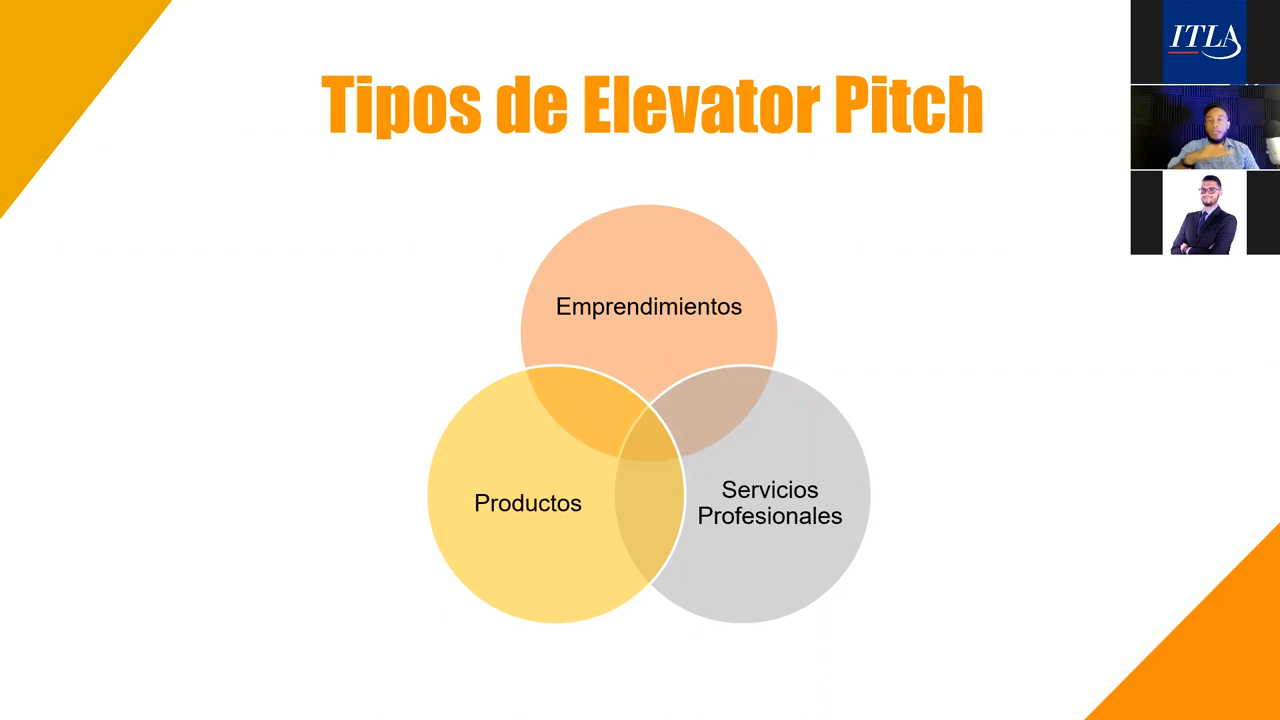 Tipos de Elevator Pitch
ITLA
Emprendimientos
Productos
Servicios
Profesionales